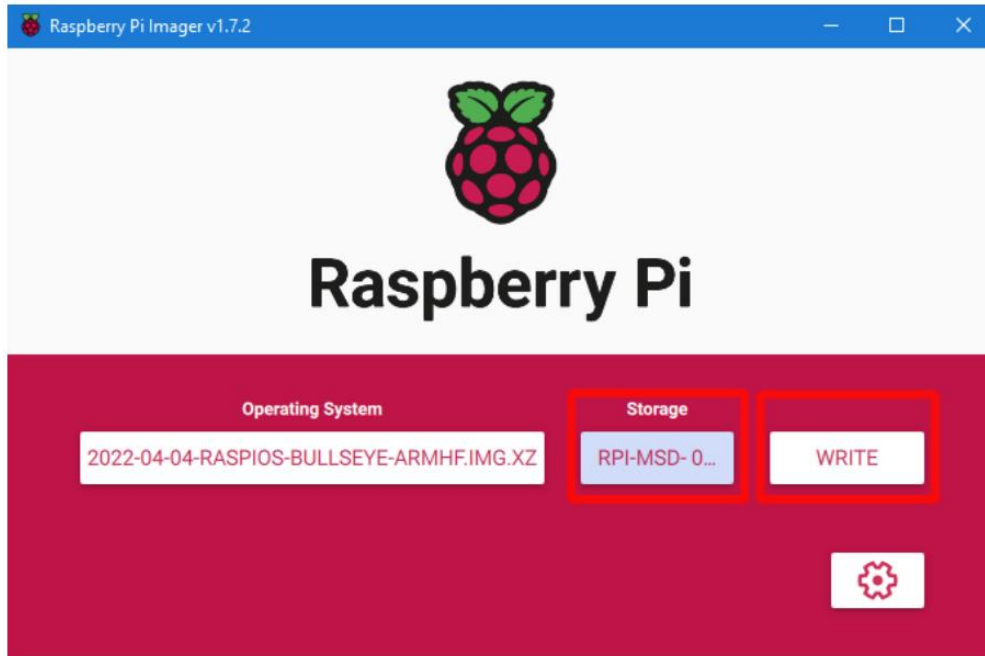 Raspberry Pi Imager v1.7.2
Raspberry Pi
Operating System
Storage
2022-04-04-RASPIOS-BULLSEYE-ARMHF.IMG.XZ
RPI-MSD- 0...
WRITE